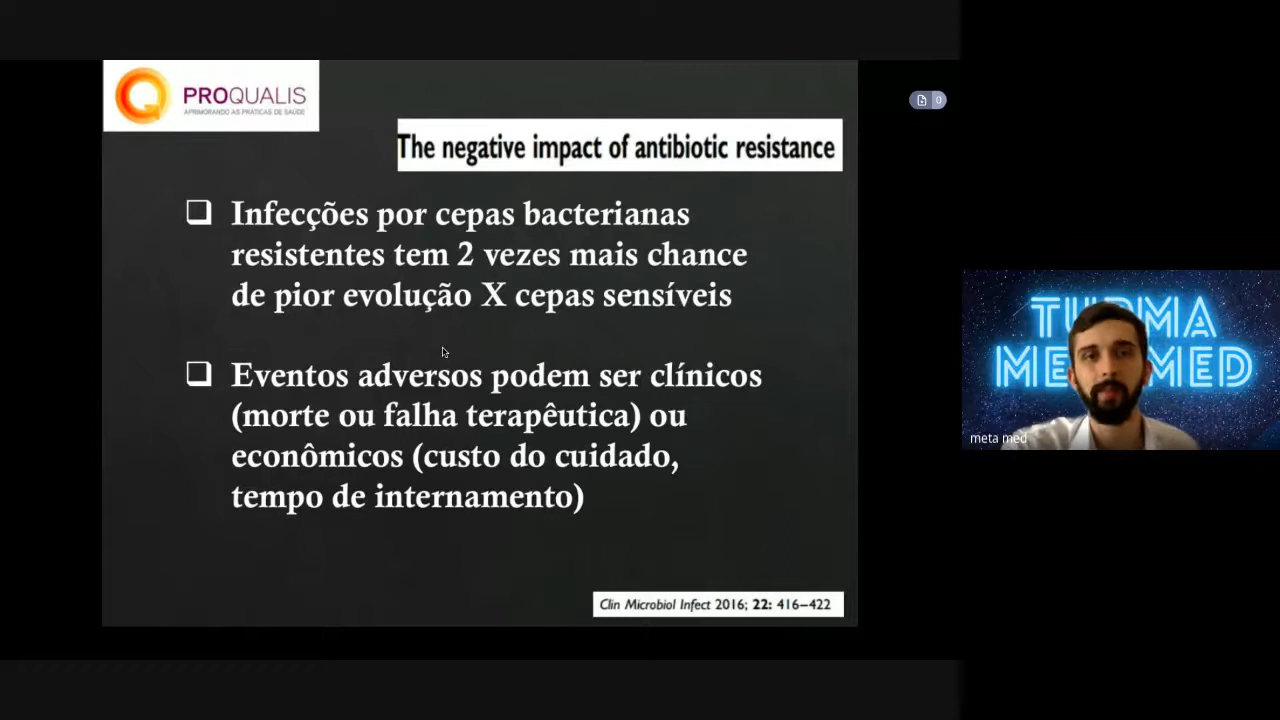 PROQUALIS
APRIMORANDO AS PRÁTICAS DE SAÚDE
The negative impact of antibiotic resistance
❑ Infecções por cepas bacterianas
resistentes tem 2 vezes mais chance
de pior evolução X cepas sensíveis
❑ Eventos adversos podem ser clínicos
(morte ou falha terapêutica) ou
econômicos (custo do cuidado,
tempo de internamento)
Clin Microbiol Infect 2016; 22: 416–422
0
meta med